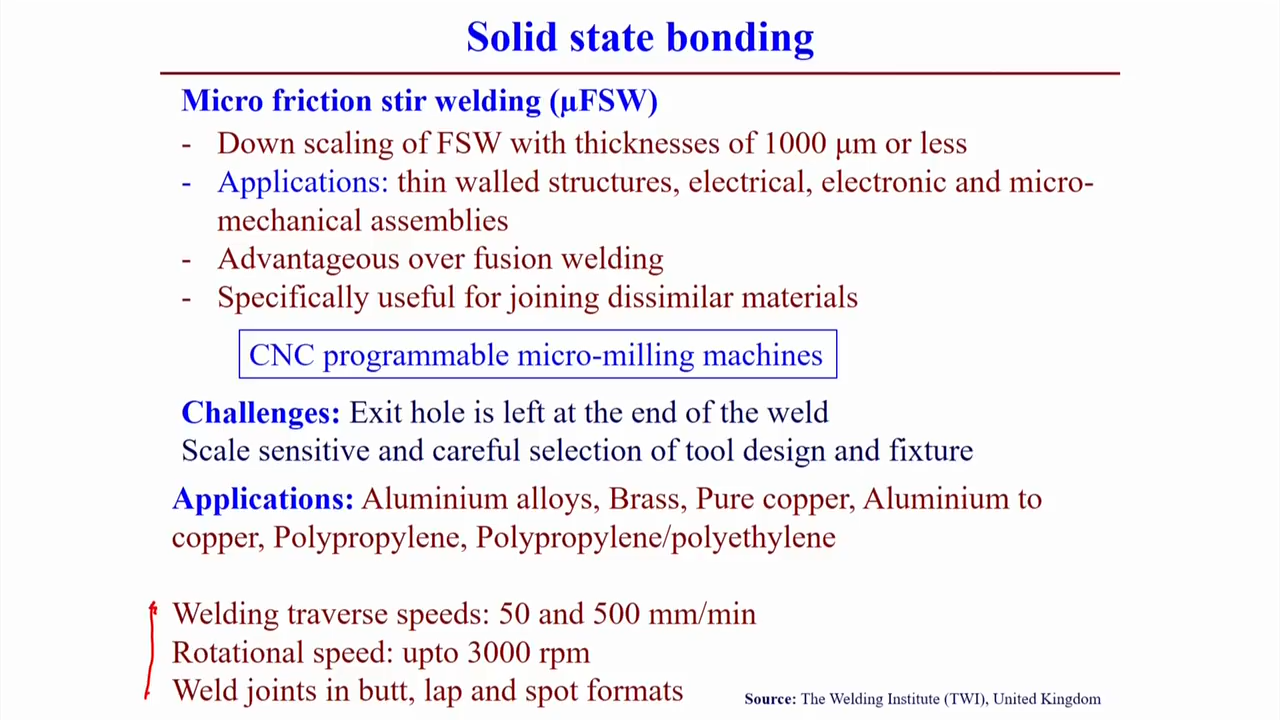 Solid state bonding
Micro friction stir welding (µFSW)
- Down scaling of FSW with thicknesses of 1000 µm or less
- Applications: thin walled structures, electrical, electronic and micro-
mechanical assemblies
- Advantageous over fusion welding
- Specifically useful for joining dissimilar materials
CNC programmable micro-milling machines
Challenges: Exit hole is left at the end of the weld
Scale sensitive and careful selection of tool design and fixture
Applications: Aluminium alloys, Brass, Pure copper, Aluminium to
copper, Polypropylene, Polypropylene/polyethylene
Welding traverse speeds: 50 and 500 mm/min
Rotational speed: upto 3000 rpm
Weld joints in butt, lap and spot formats
Source: The Welding Institute (TWI), United Kingdom